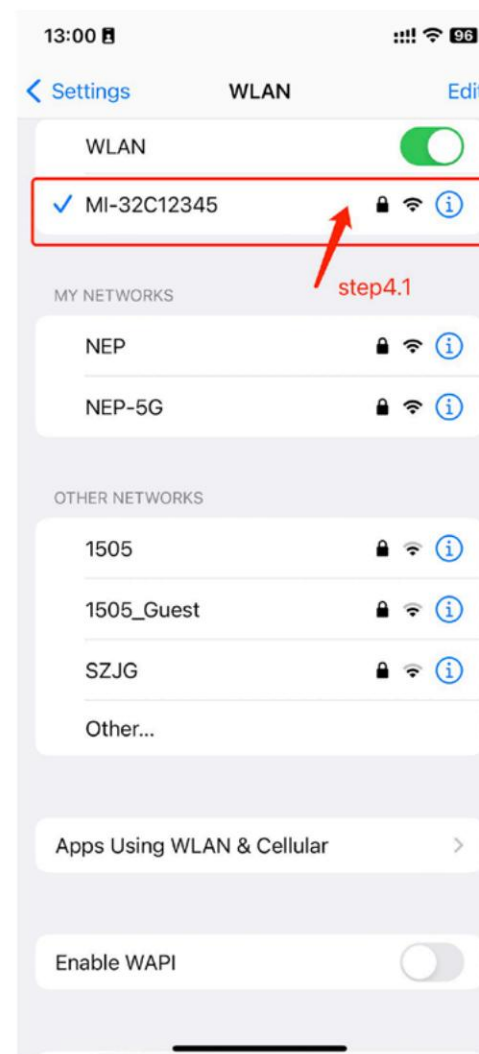 13:00 96
Settings WLAN Edit
WLAN
MI-32C12345
step4.1
MY NETWORKS
NEP
NEP-5G
OTHER NETWORKS
1505
1505_Guest
SZJG
Other...
Apps Using WLAN & Cellular
Enable WAPI